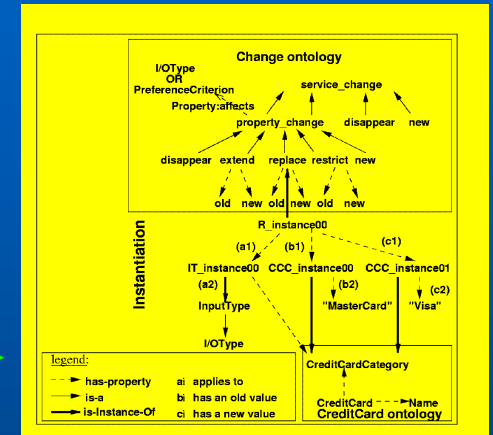 Change ontology
I/OType
OR
PreferenceCriterion
service_change
Property:affects
property_change disappear new
disappear extend replace restrict new
old new old new old new
R_instance00
(a1) (b1) (c1)
IT_instance00 CCC_instance00 CCC_instance01
(a2) (b2) (c2)
InputType "MasterCard" "Visa"
I/OType
Instantiation
legend:
has-property ai applies to
is-a bi has an old value
is-Instance-Of ci has a new value
CreditCardCategory
CreditCard Name
CreditCard ontology